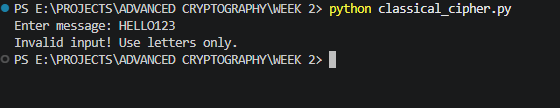 PS E:\PROJECTS\ADVANCED CRYPTOGRAPHY\WEEK 2> python classical_cipher.py
Enter message: HELLO123
Invalid input! Use letters only.
PS E:\PROJECTS\ADVANCED CRYPTOGRAPHY\WEEK 2>